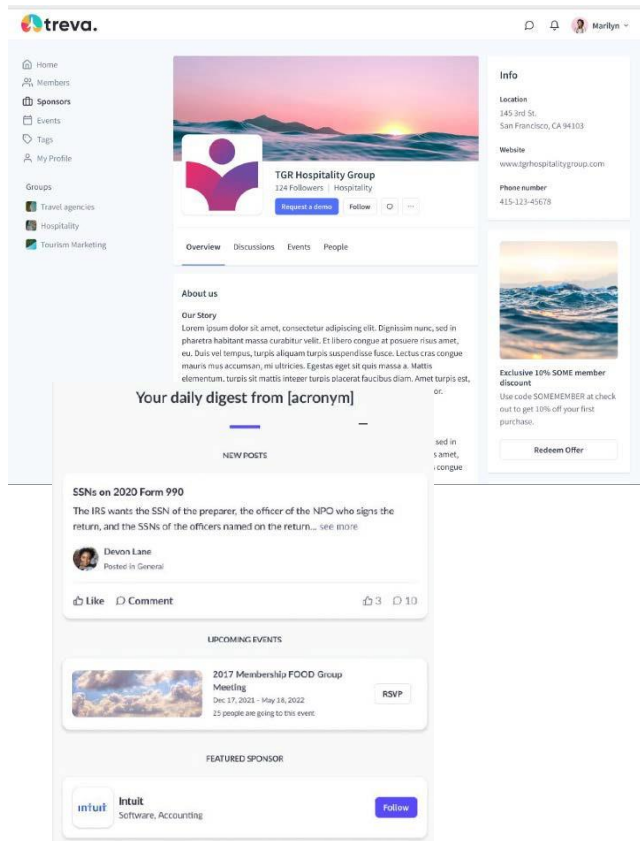 treva.
Marilyn
Home
Members
Sponsors
Events
Tags
My Profile
Groups
Travel agencies
Hospitality
Tourism Marketing
TGR Hospitality Group
124 Followers | Hospitality
Request a demo
Follow
Overview Discussions Events People
About us
Our Story
Lorem ipsum dolor sit amet, consectetur adipiscing elit. Dignissim nunc, sed in
pharetra habitant massa curabitur velit. Et libero congue at posuere risus amet,
eu. Duis vel tempus, turpis aliquam turpis suspendisse fusce. Lectus cras congue
mauris mus accumsan, mi ultricies. Egestas eget sit quis massa a. Mattis
elementum, turpis sit mattis integer turpis placerat faucibus diam. Amet turpis est,
or.
sed in
s amet,
congue
Info
Location
145 3rd St.
San Francisco, CA 94103
Website
www.tgrhospitalitygroup.com
Phone number
415-123-45678
Exclusive 10% SOME member
discount
Use code SOMEMEMBER at check
out to get 10% off your first
purchase.
Redeem Offer
Your daily digest from [acronym]
NEW POSTS
SSNs on 2020 Form 990
The IRS wants the SSN of the preparer, the officer of the NPO who signs the
return, and the SSNs of the officers named on the return... see more
Devon Lane
Posted in General
Like Comment 3 10
UPCOMING EVENTS
2017 Membership FOOD Group
Meeting
Dec 17, 2021 - May 18, 2022
25 people are going to this event
RSVP
FEATURED SPONSOR
intuit
Intuit
Software, Accounting
Follow